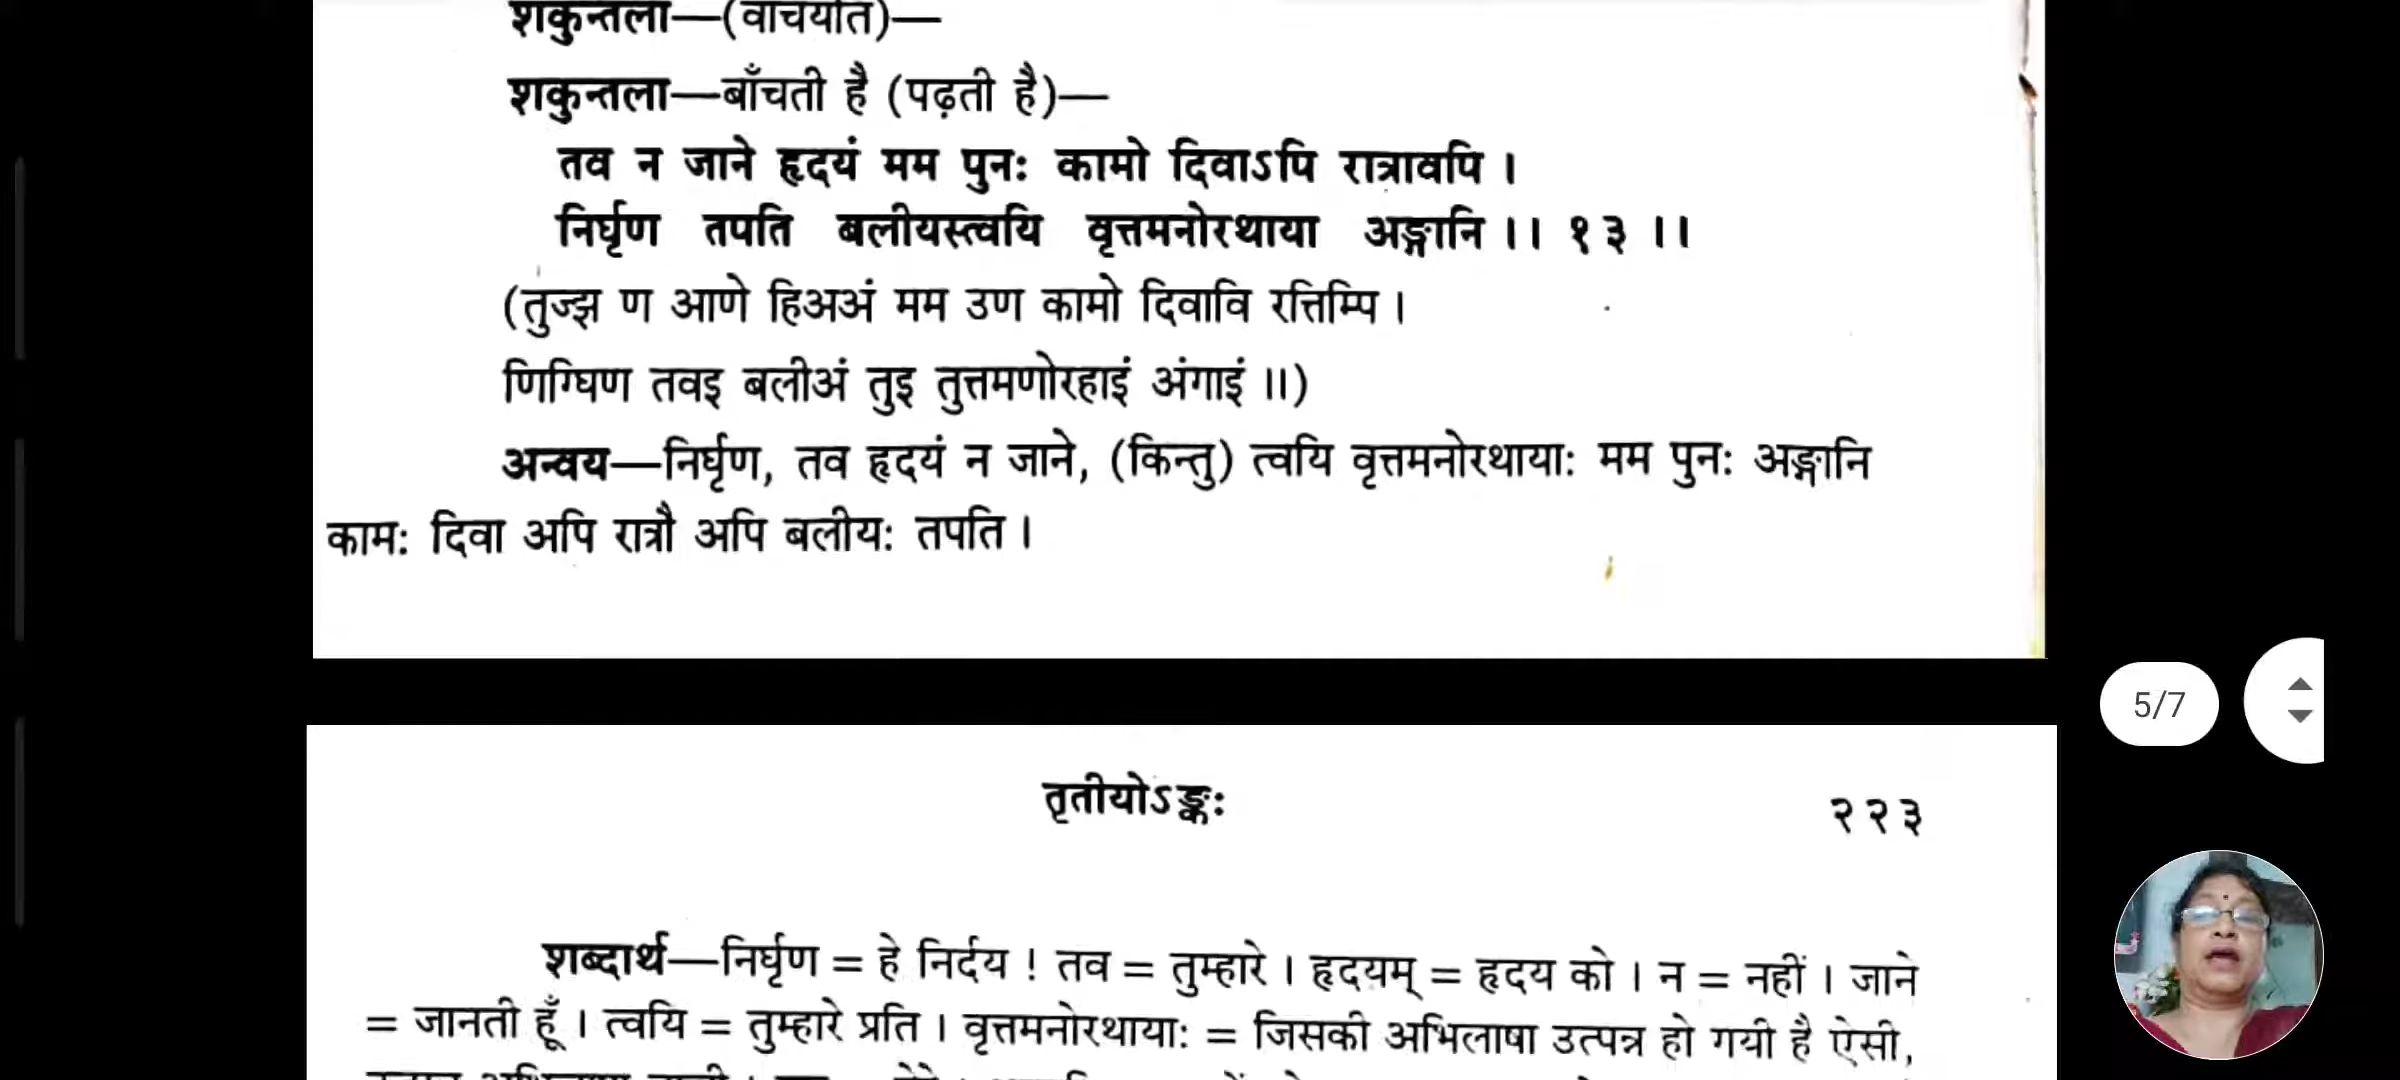 शकुन्तला—(वाचयति)—
शकुन्तला—बाँचती है (पढ़ती है)—
तव न जाने हृदयं मम पुनः कामो दिवाऽपि रात्रावपि ।
निर्घृण तपति बलीयस्त्वयि वृत्तमनोरथाया अङ्गानि ।। १३ ।।
(तुज्झ ण आणे हिअअं मम उण कामो दिवावि रत्तिम्पि ।
णिग्घिण तवइ बलीअं तुइ तुत्तमणोरहाइं अंगाइं ॥)
अन्वय—निर्घृण, तव हृदयं न जाने, (किन्तु) त्वयि वृत्तमनोरथायाः मम पुनः अङ्गानि
कामः दिवा अपि रात्रौ अपि बलीयः तपति ।
5/7
तृतीयोऽङ्कः
२२३
शब्दार्थ—निर्घृण = हे निर्दय ! तव = तुम्हारे । हृदयम् = हृदय को । न = नहीं । जाने
= जानती हूँ । त्वयि = तुम्हारे प्रति । वृत्तमनोरथायाः = जिसकी अभिलाषा उत्पन्न हो गयी है ऐसी,